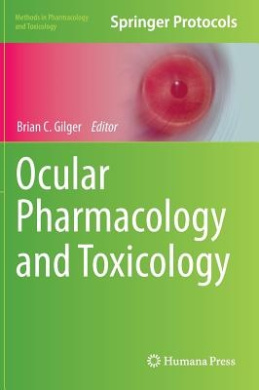 Methods in Pharmacology
and Toxicology
Springer Protocols
Brian C. Gilger Editor
Ocular
Pharmacology
and Toxicology
Humana Press